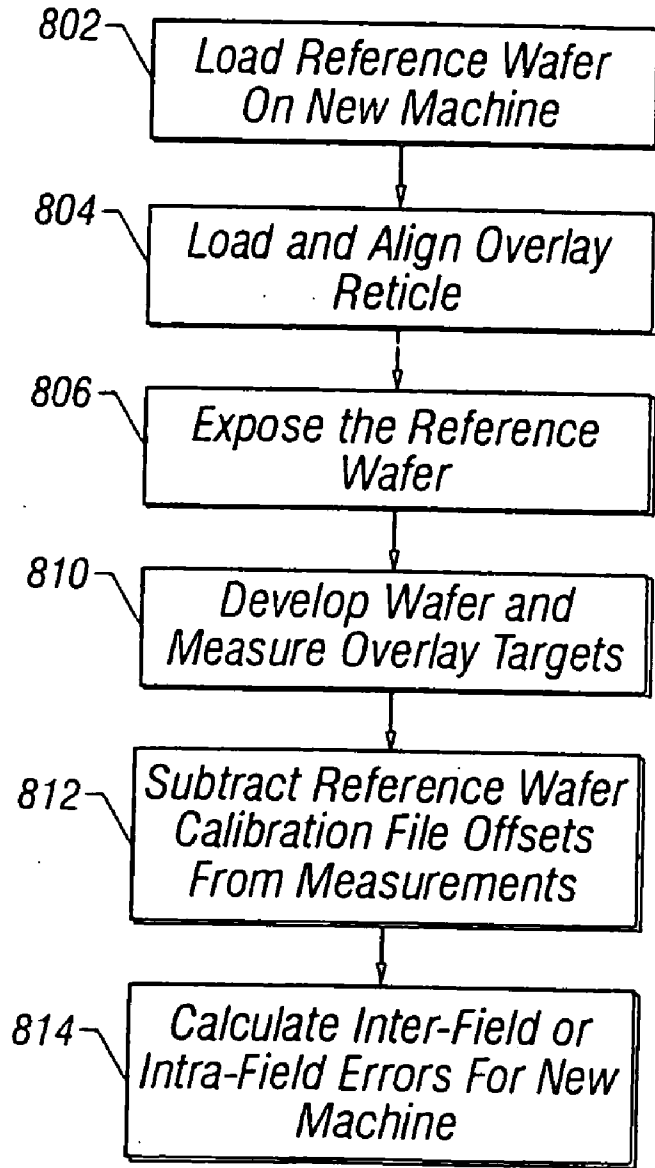 802
Load Reference Wafer
On New Machine
804
Load and Align Overlay
Reticle
806
Expose the Reference
Wafer
810
Develop Wafer and
Measure Overlay Targets
812
Subtract Reference Wafer
Calibration File Offsets
From Measurements
814
Calculate Inter-Field or
Intra-Field Errors For New
Machine